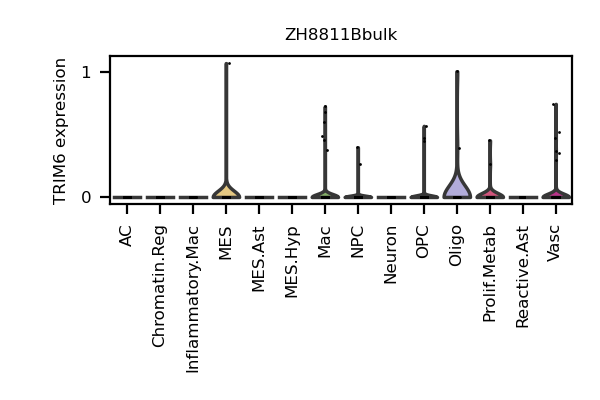 ZH8811Bbulk
TRIM6 expression
1
0
AC
Chromatin.Reg
Inflammatory.Mac
MES
MES.Ast
MES.Hyp
Mac
NPC
Neuron
OPC
Oligo
Prolif.Metab
Reactive.Ast
Vasc